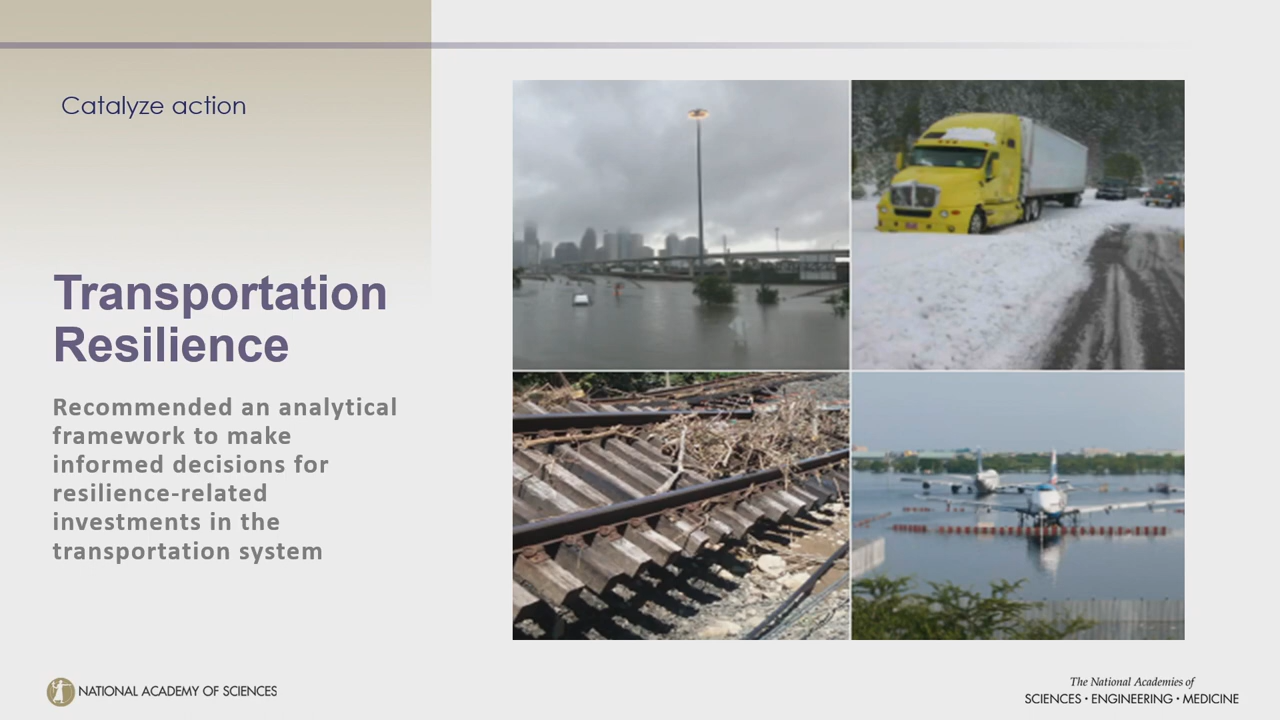 Catalyze action
Transportation
Resilience
Recommended an analytical
framework to make
informed decisions for
resilience-related
investments in the
transportation system
NATIONAL ACADEMY OF SCIENCES
The National Academies of
SCIENCES · ENGINEERING · MEDICINE